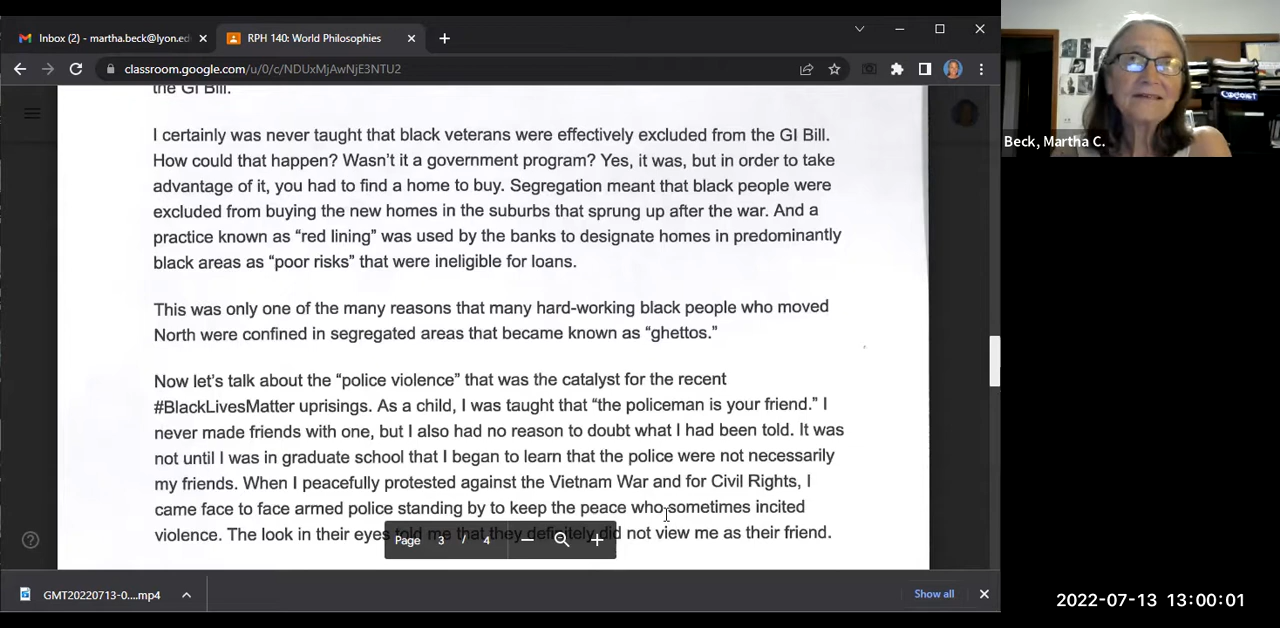 Inbox (2) - martha.beck@lyon.ed
RPH 140: World Philosophies
classroom.google.com/u/0/c/NDUxMjAwNjE3NTU2
the GI Bill.
I certainly was never taught that black veterans were effectively excluded from the GI Bill.
How could that happen? Wasn't it a government program? Yes, it was, but in order to take
advantage of it, you had to find a home to buy. Segregation meant that black people were
excluded from buying the new homes in the suburbs that sprung up after the war. And a
practice known as “red lining” was used by the banks to designate homes in predominantly
black areas as “poor risks” that were ineligible for loans.
This was only one of the many reasons that many hard-working black people who moved
North were confined in segregated areas that became known as “ghettos.”
Now let's talk about the “police violence” that was the catalyst for the recent
#BlackLivesMatter uprisings. As a child, I was taught that “the policeman is your friend.” I
never made friends with one, but I also had no reason to doubt what I had been told. It was
not until I was in graduate school that I began to learn that the police were not necessarily
my friends. When I peacefully protested against the Vietnam War and for Civil Rights, I
came face to face armed police standing by to keep the peace who sometimes incited
violence. The look in their eyes told me that they definitely did not view me as their friend.
Page 3 / 4
GMT20220713-0....mp4
Show all
Beck, Martha C.
2022-07-13 13:00:01